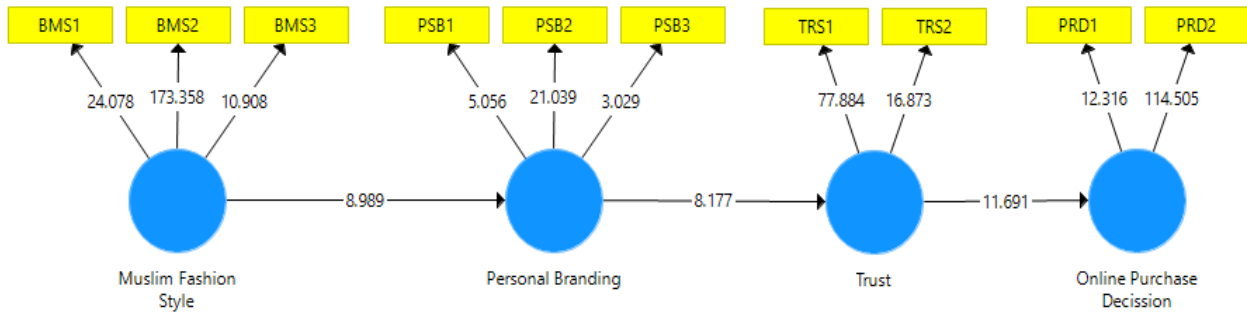 BMS1 BMS2 BMS3 PSB1 PSB2 PSB3 TRS1 TRS2 PRD1 PRD2
24.078 173.358 10.908 5.056 21.039 3.029 77.884 16.873 12.316 114.505
8.989 8.177 11.691
Muslim Fashion
Style
Personal Branding
Trust
Online Purchase
Decission